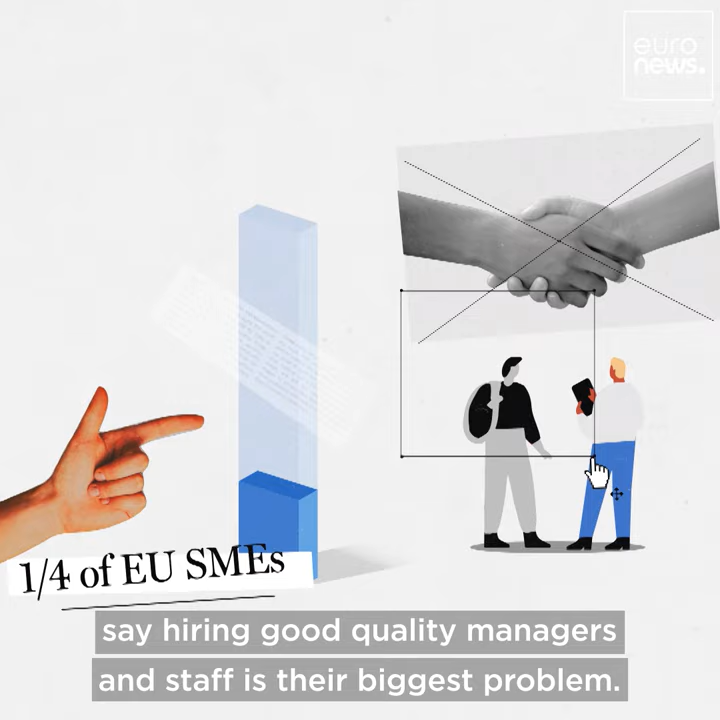 euro
news.
1/4 of EU SMEs
say hiring good quality managers
and staff is their biggest problem.